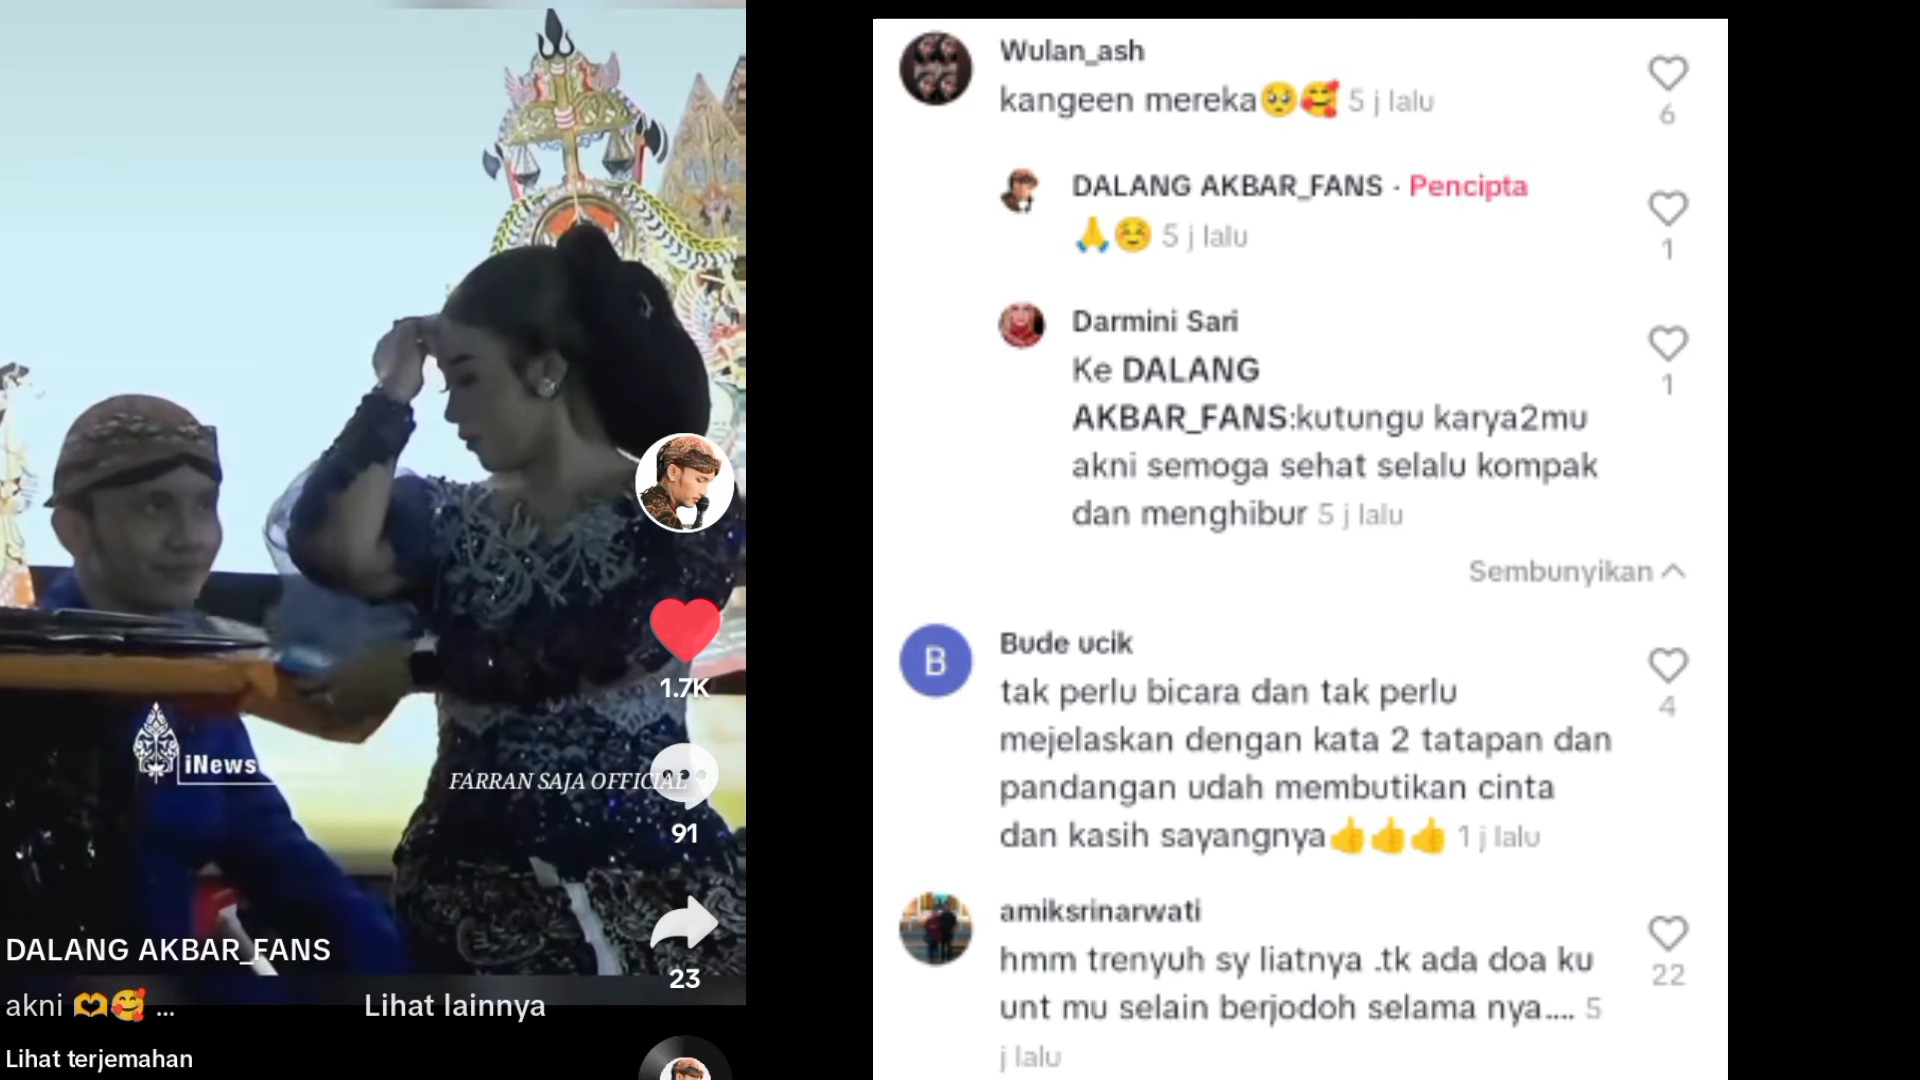 iNews
FARRAN SAJA OFFICIAL
1.7K
91
23
DALANG AKBAR_FANS
akni 🫶🥰 ...
Lihat lainnya
Lihat terjemahan
Wulan_ash
kangeen mereka🥺🥰 5 j lalu
6
DALANG AKBAR_FANS · Pencipta
🙏☺️ 5 j lalu
1
Darmini Sari
Ke DALANG
AKBAR_FANS:kutungu karya2mu
akni semoga sehat selalu kompak
dan menghibur 5 j lalu
1
Sembunyikan
B
Bude ucik
tak perlu bicara dan tak perlu
mejelaskan dengan kata 2 tatapan dan
pandangan udah membutikan cinta
dan kasih sayangnya👍👍👍 1 j lalu
4
amiksrinarwati
hmm trenyuh sy liatnya .tk ada doa ku
unt mu selain berjodoh selama nya.... 5
j lalu
22